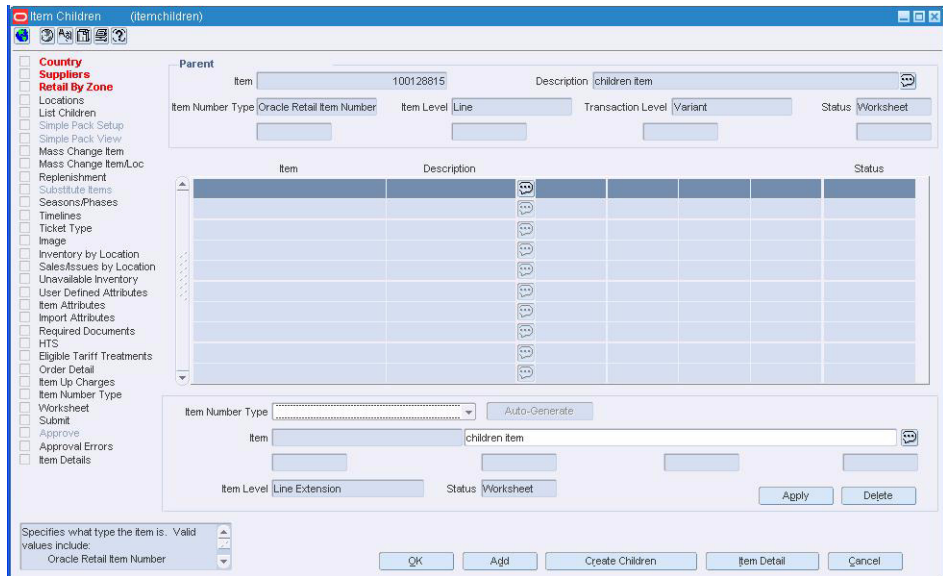 Item Children (itemchildren)
Country
Suppliers
Retail By Zone
Locations
List Children
Simple Pack Setup
Simple Pack View
Mass Change Item
Mass Change Item/Loc
Replenishment
Substitute Items
Seasons/Phases
Timelines
Ticket Type
Image
Inventory by Location
Sales/Issues by Location
Unavailable Inventory
User Defined Attributes
Item Attributes
Import Attributes
Required Documents
HTS
Eligible Tariff Treatments
Order Detail
Item Up Charges
Item Number Type
Worksheet
Submit
Approve
Approval Errors
Item Details
Parent
Item 100128815 Description children item
Item Number Type Oracle Retail Item Number Item Level Line Transaction Level Variant Status Worksheet
Item Description Status
Item Number Type Auto-Generate
Item children item
Item Level Line Extension Status Worksheet
Apply Delete
Specifies what type the item is. Valid
values include:
Oracle Retail Item Number
OK Add Create Children Item Detail Cancel